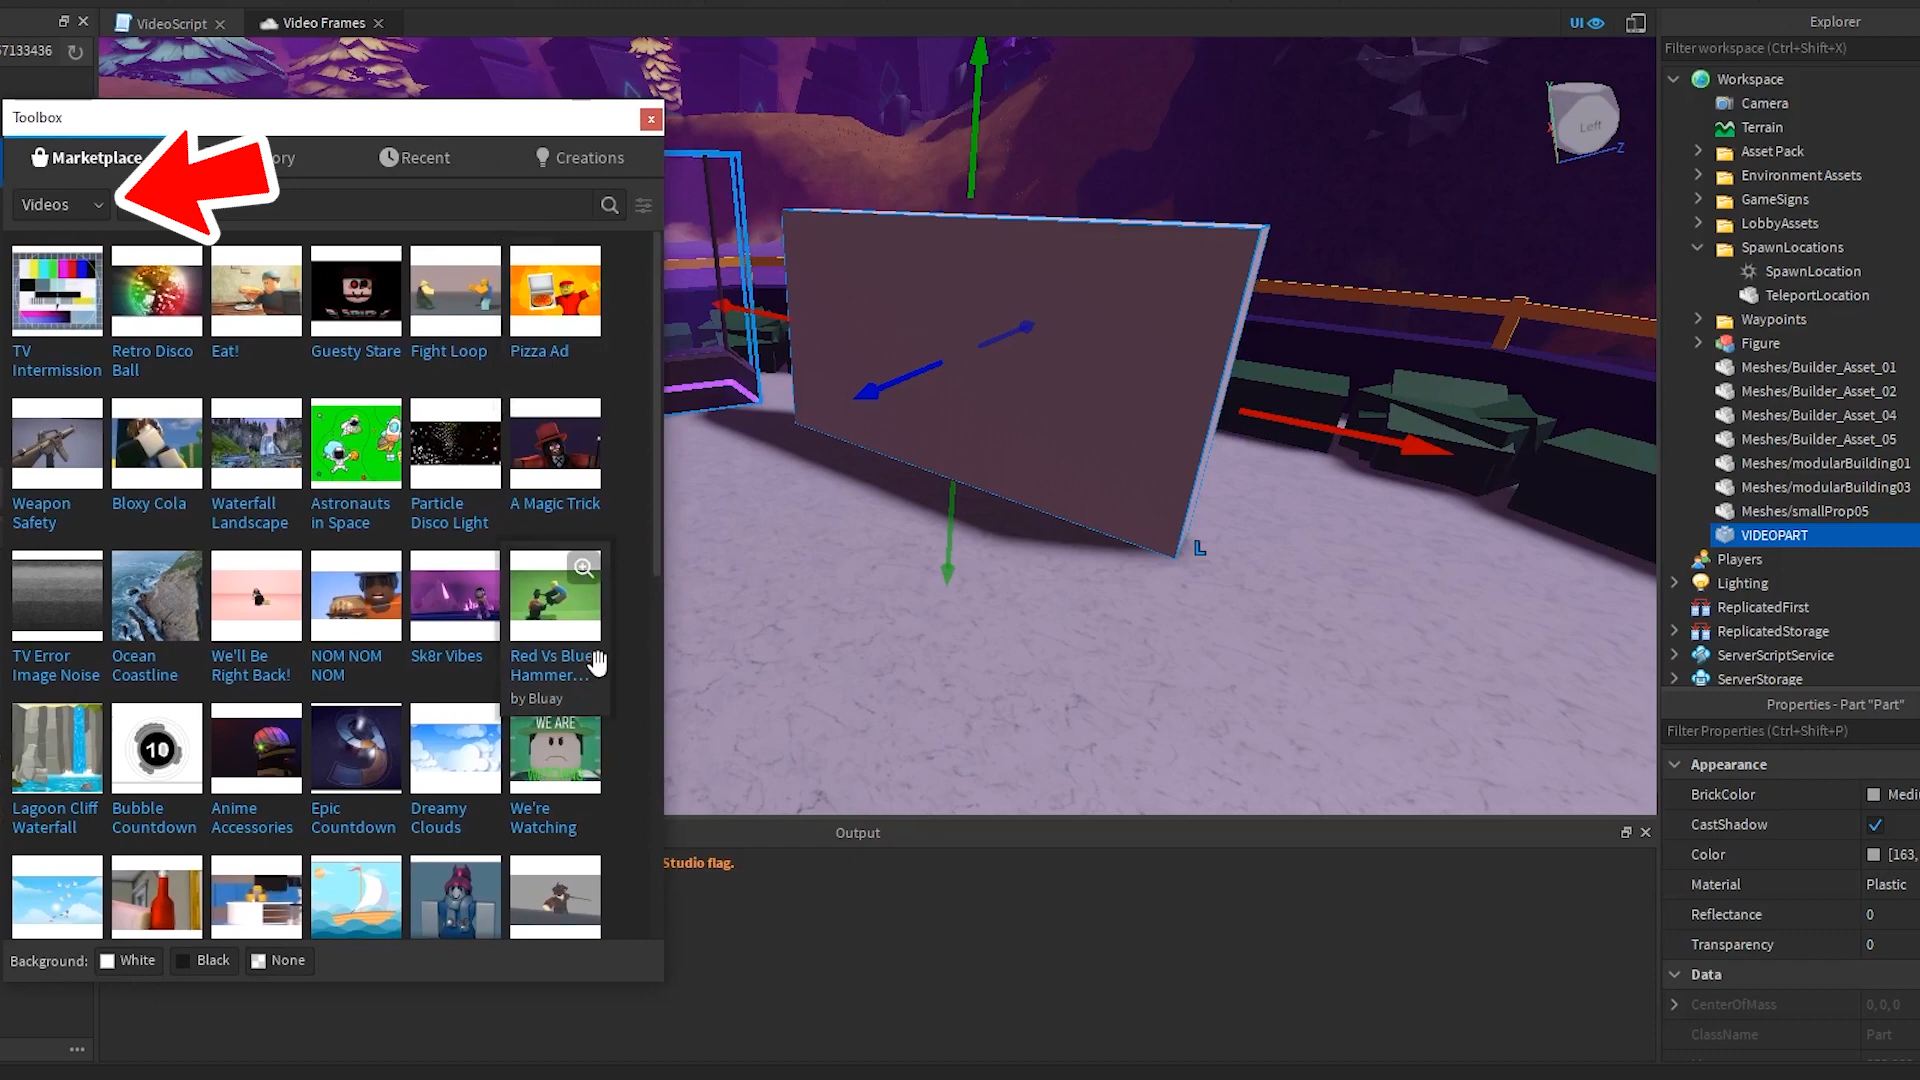 VideoScript
Video Frames
UI
Explorer
57133436
Filter workspace (Ctrl+Shift+X)
Workspace
Camera
Terrain
Asset Pack
Environment Assets
GameSigns
LobbyAssets
SpawnLocations
SpawnLocation
TeleportLocation
Waypoints
Figure
Meshes/Builder_Asset_01
Meshes/Builder_Asset_02
Meshes/Builder_Asset_04
Meshes/Builder_Asset_05
Meshes/modularBuilding01
Meshes/modularBuilding03
Meshes/smallProp05
VIDEOPART
Players
Lighting
ReplicatedFirst
ReplicatedStorage
ServerScriptService
ServerStorage
Properties - Part "Part"
Filter Properties (Ctrl+Shift+P)
Appearance
BrickColor Medi
CastShadow
Color [163,
Material Plastic
Reflectance 0
Transparency 0
Data
CenterOfMass 0, 0, 0
ClassName Part
Toolbox
x
Marketplace ory Recent Creations
Videos
TV Intermission
Retro Disco Ball
Eat!
Guesty Stare
Fight Loop
Pizza Ad
Weapon Safety
Bloxy Cola
Waterfall Landscape
Astronauts in Space
Particle Disco Light
A Magic Trick
TV Error Image Noise
Ocean Coastline
We'll Be Right Back!
NOM NOM NOM
Sk8r Vibes
Red Vs Blue Hammer...
by Bluay
10
9
WE ARE
Lagoon Cliff Waterfall
Bubble Countdown
Anime Accessories
Epic Countdown
Dreamy Clouds
We're Watching
Background: White Black None
Left
Y
X
Z
L
Output
Studio flag.